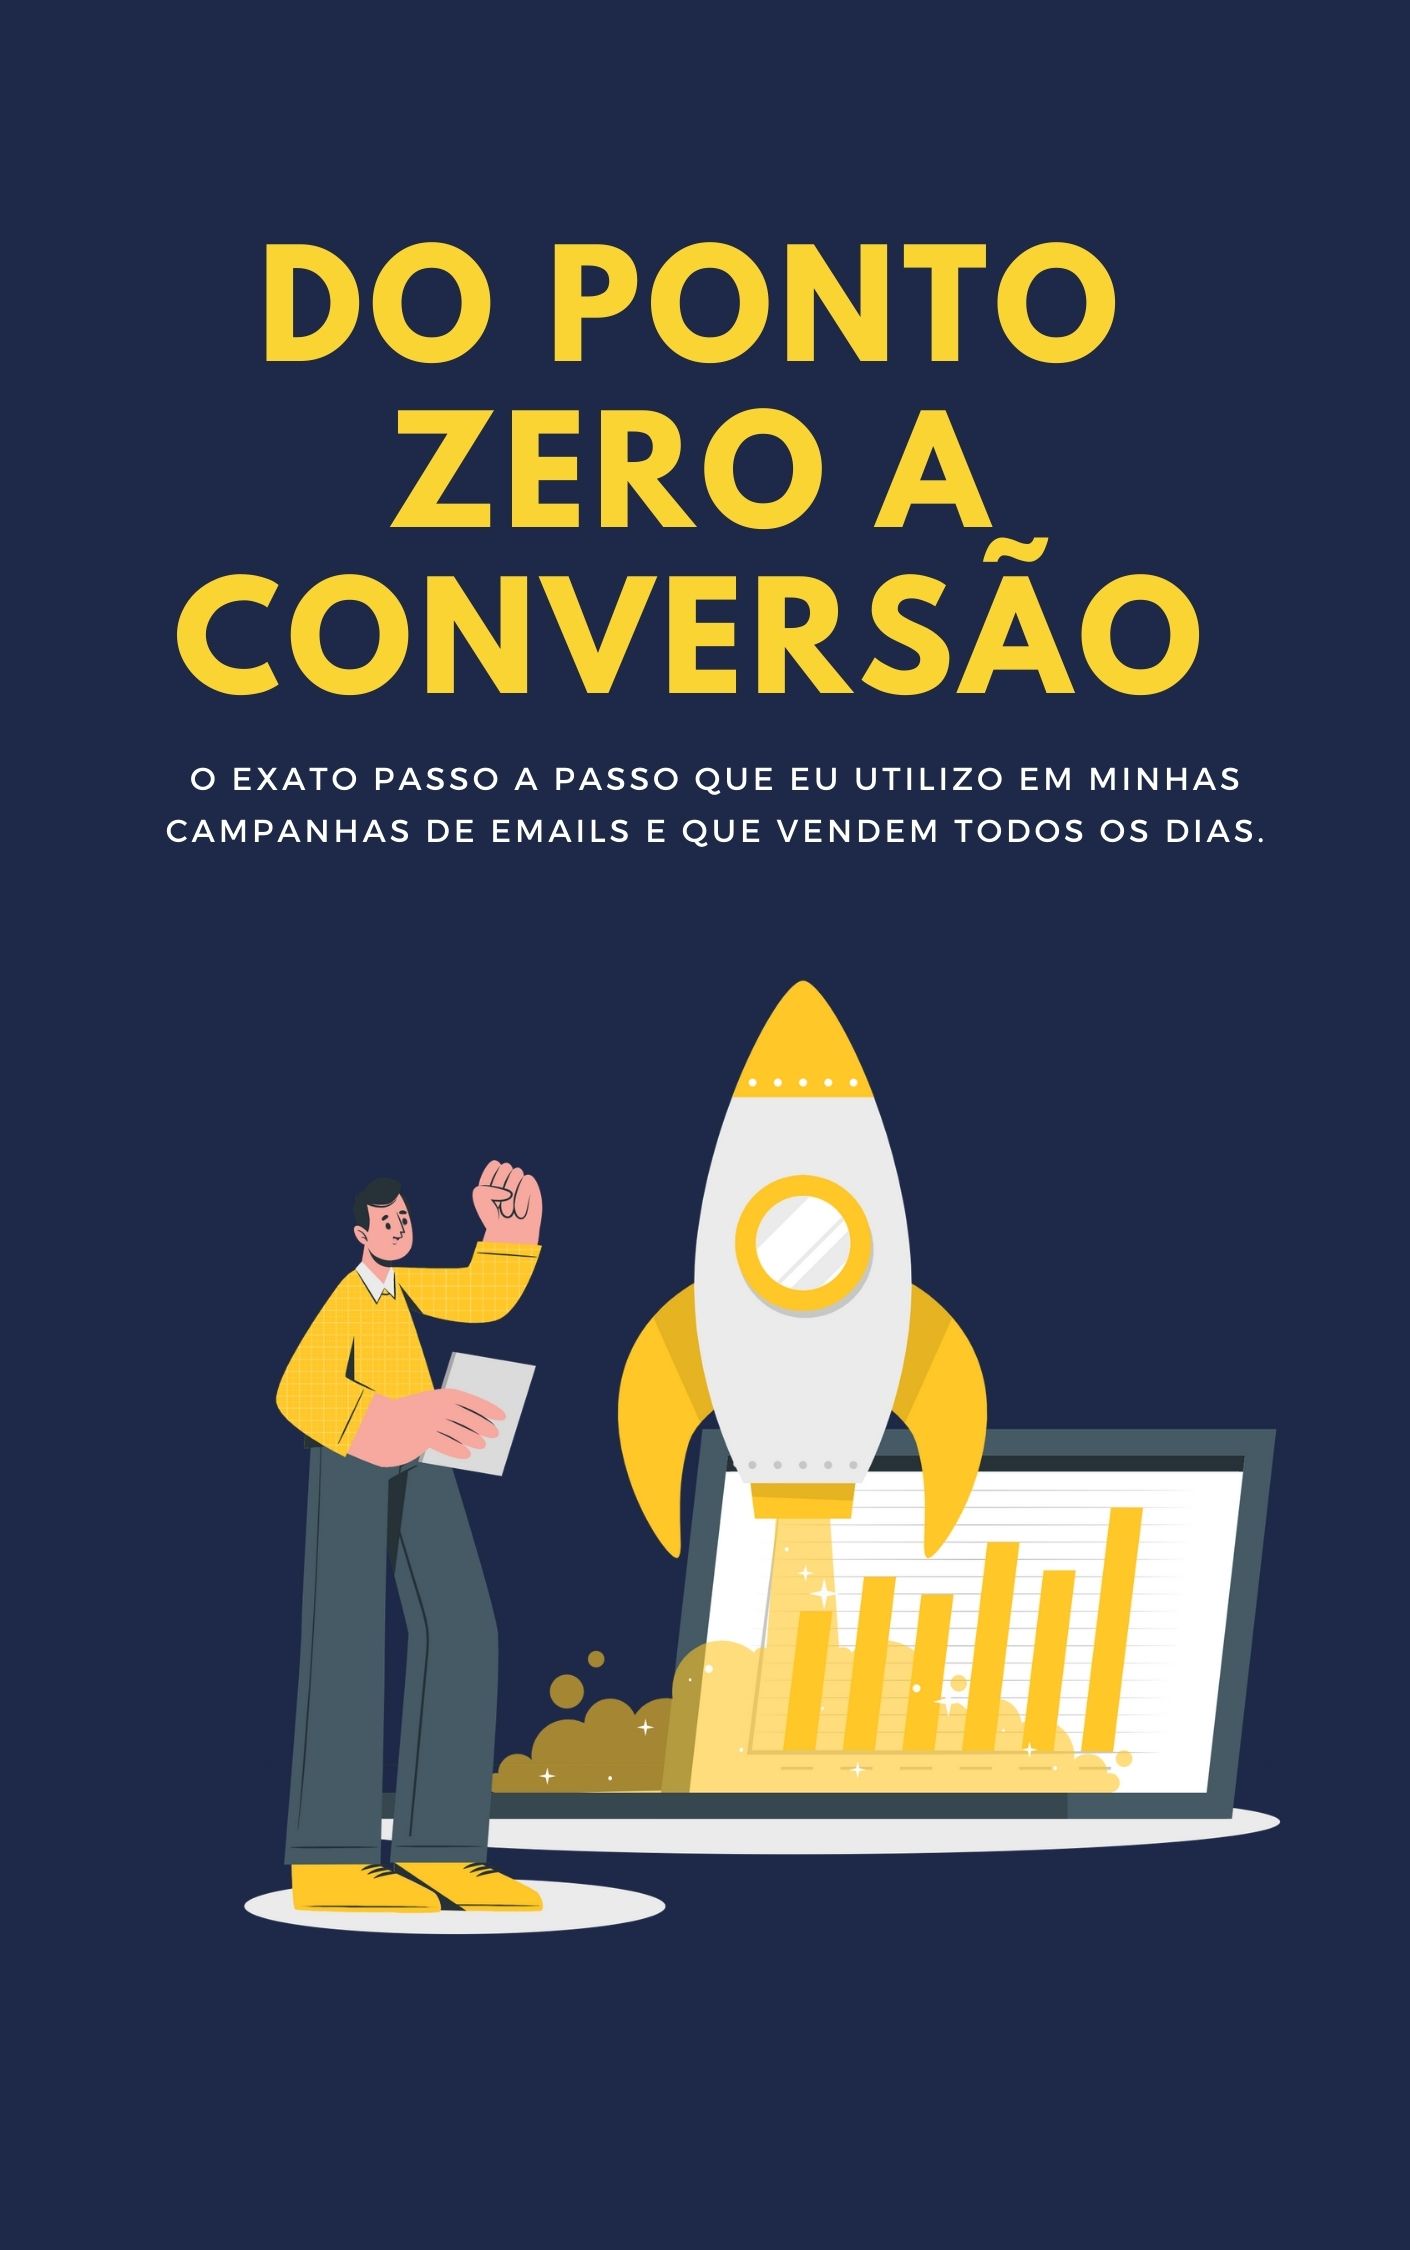 DO PONTO
ZERO A
CONVERSÃO
O EXATO PASSO A PASSO QUE EU UTILIZO EM MINHAS
CAMPANHAS DE EMAILS E QUE VENDEM TODOS OS DIAS.